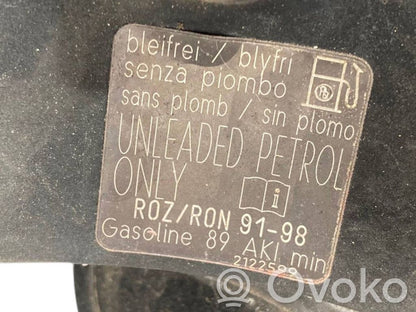 bleifrei / blyfri
senza piombo
sans plomb / sin plomo
UNLEADED PETROL
ONLY
ROZ/RON 91-98
Gasoline 89 AKI min
Ovoko